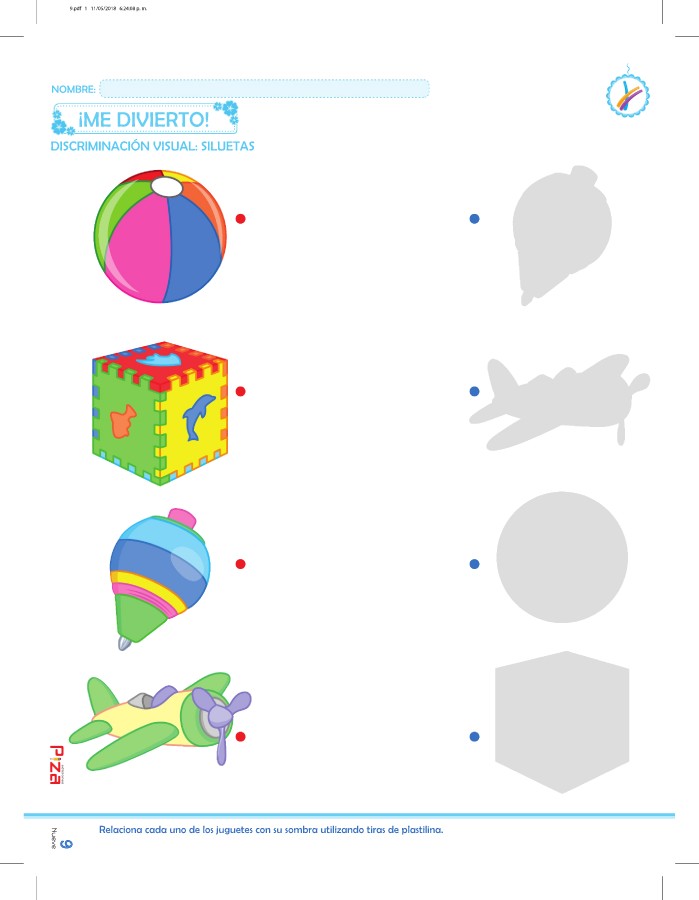 9.pdf 1 11/05/2018 6:24:08 p. m.
NOMBRE:
¡ME DIVIERTO!
DISCRIMINACIÓN VISUAL: SILUETAS
Piza
Relaciona cada uno de los juguetes con su sombra utilizando tiras de plastilina.
Nueve
9